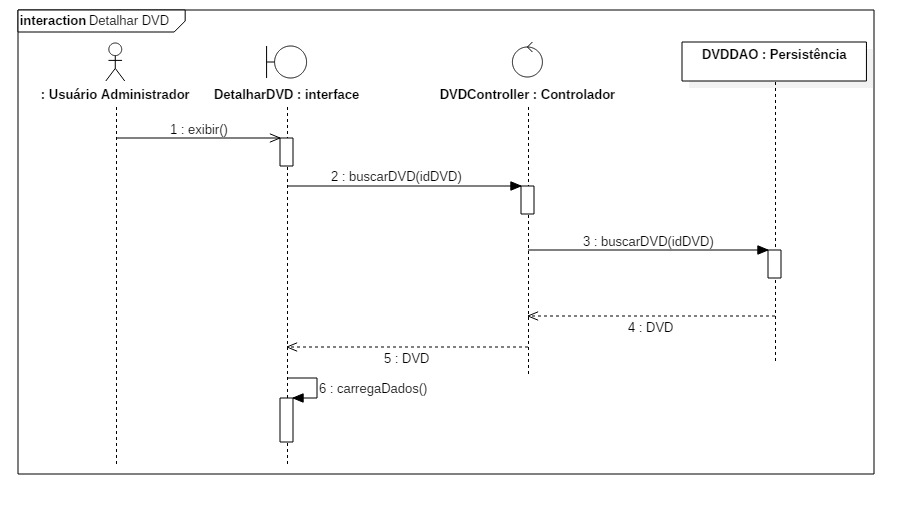 interaction Detalhar DVD
: Usuário Administrador
DetalharDVD : interface
DVDController : Controlador
DVDDAO : Persistência
1 : exibir()
2 : buscarDVD(idDVD)
3 : buscarDVD(idDVD)
4 : DVD
5 : DVD
6 : carregaDados()